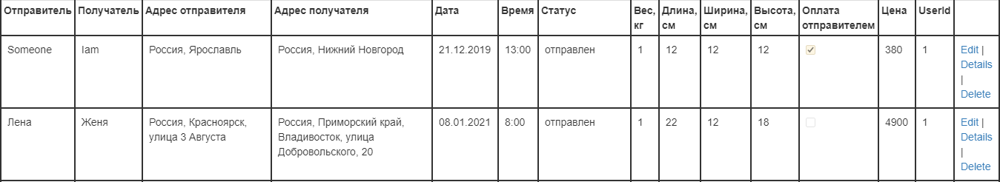 Отправитель Получатель Адрес отправителя Адрес получателя Дата Время Статус Вес, кг Длина, см Ширина, см Высота, см Оплата отправителем Цена UserId
Someone Iam Россия, Ярославль Россия, Нижний Новгород 21.12.2019 13:00 отправлен 1 12 12 12 380 1 Edit |
Details
|
Delete
Лена Женя Россия, Красноярск, Россия, Приморский край, 08.01.2021 8:00 отправлен 1 22 12 18 4900 1 Edit |
улица 3 Августа Владивосток, улица Details
Добровольского, 20 |
Delete